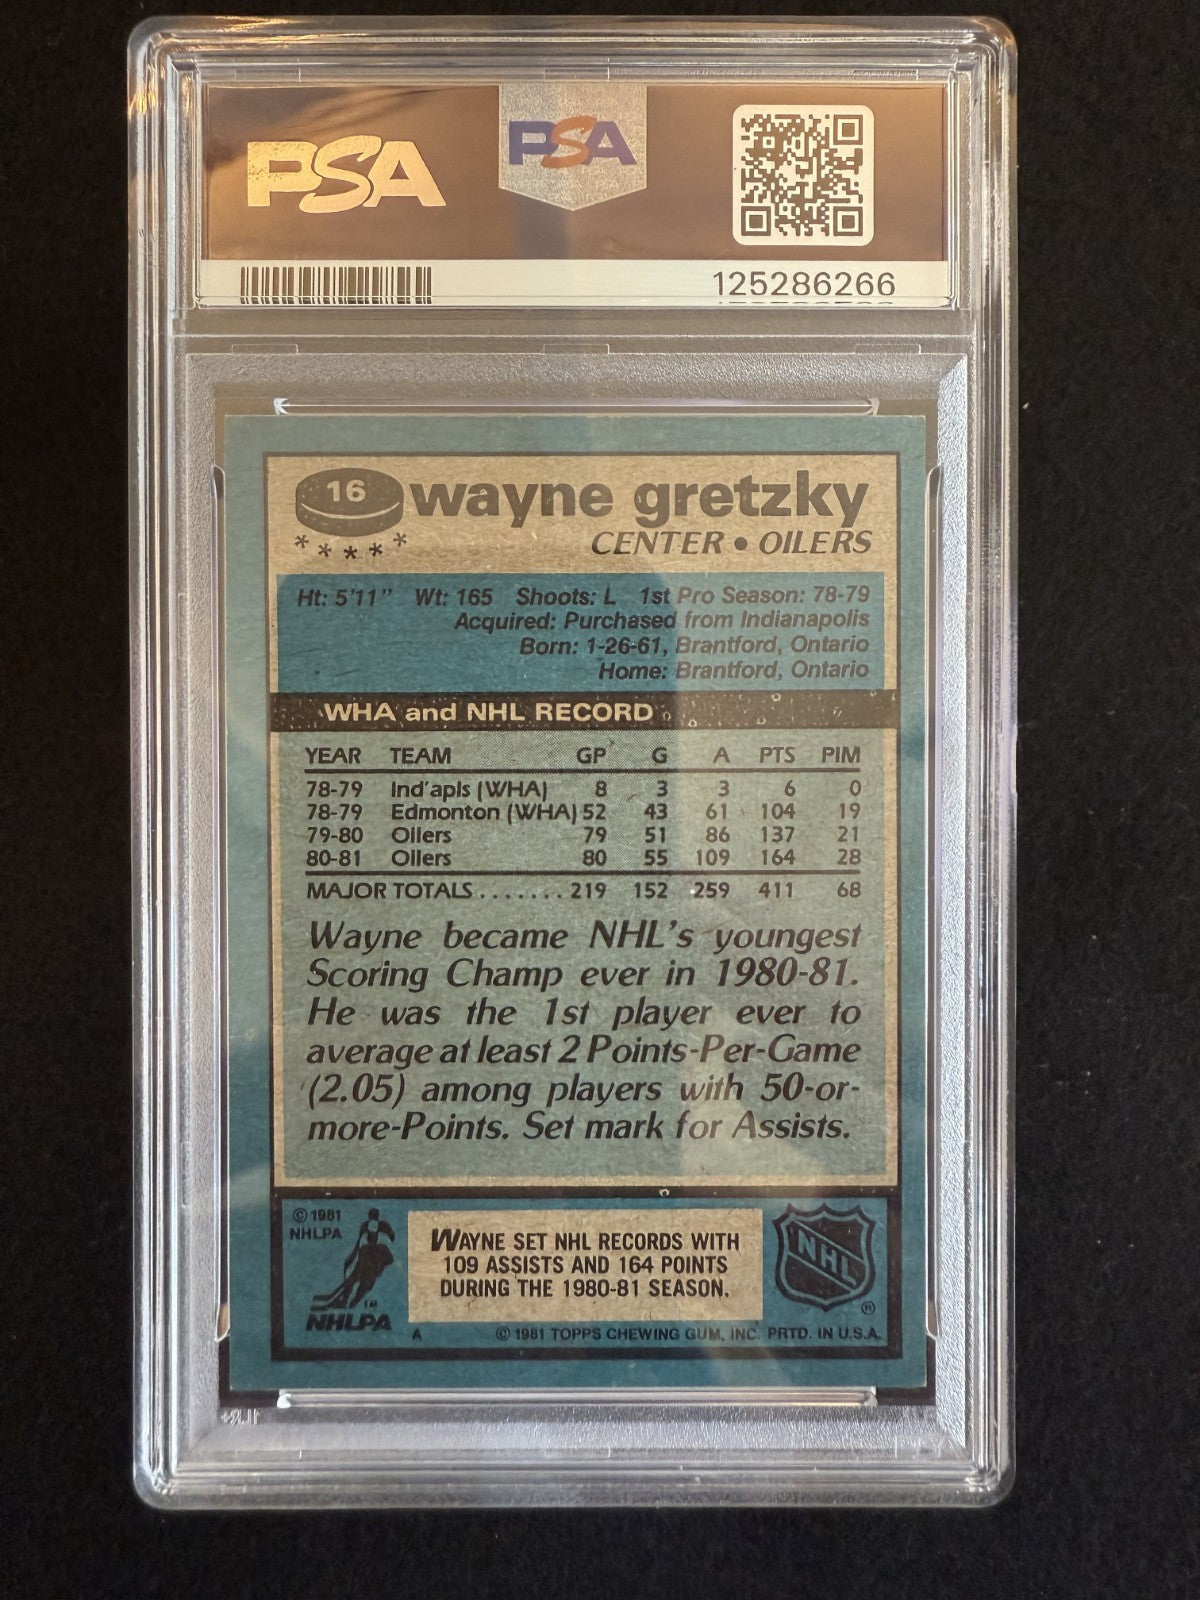 PSA
PSA
125286266
16
wayne gretzky
CENTER • OILERS
Ht: 5'11" Wt: 165 Shoots: L 1st Pro Season: 78-79
Acquired: Purchased from Indianapolis
Born: 1-26-61, Brantford, Ontario
Home: Brantford, Ontario
WHA and NHL RECORD
YEAR TEAM GP G A PTS PIM
78-79 Ind'apls (WHA) 8 3 3 6 0
78-79 Edmonton (WHA) 52 43 61 104 19
79-80 Oilers 79 51 86 137 21
80-81 Oilers 80 55 109 164 28
MAJOR TOTALS ....... 219 152 259 411 68
Wayne became NHL's youngest
Scoring Champ ever in 1980-81.
He was the 1st player ever to
average at least 2 Points-Per-Game
(2.05) among players with 50-or-
more-Points. Set mark for Assists.
© 1981
NHLPA
TM
NHLPA
WAYNE SET NHL RECORDS WITH
109 ASSISTS AND 164 POINTS
DURING THE 1980-81 SEASON.
NHL
®
A © 1981 TOPPS CHEWING GUM, INC. PRTD. IN U.S.A.